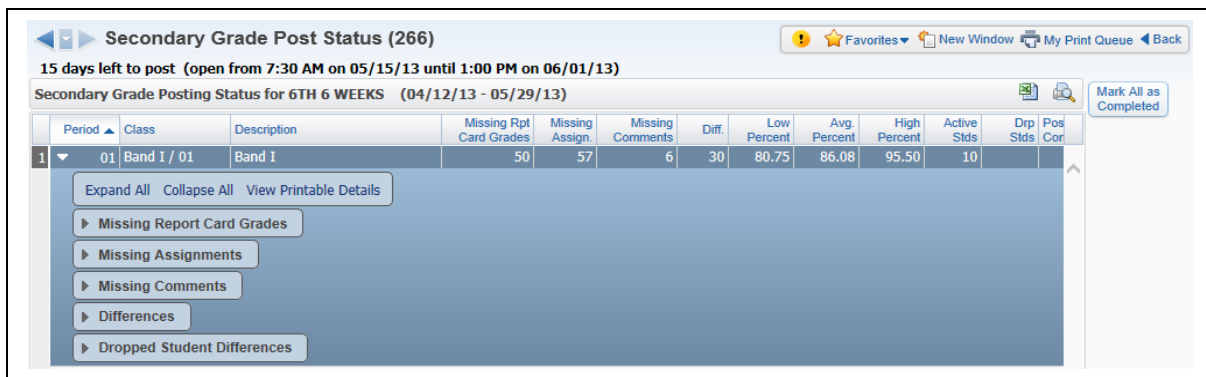 Secondary Grade Post Status (266)
Favorites New Window My Print Queue Back
15 days left to post (open from 7:30 AM on 05/15/13 until 1:00 PM on 06/01/13)
Secondary Grade Posting Status for 6TH 6 WEEKS (04/12/13 - 05/29/13)
Mark All as
Completed
Period Class Description Missing Rpt Card Grades Missing Assign. Missing Comments Diff. Low Percent Avg. Percent High Percent Active Stds Drp Stds Pos Cor
1 01 Band I / 01 Band I 50 57 6 30 80.75 86.08 95.50 10
Expand All Collapse All View Printable Details
Missing Report Card Grades
Missing Assignments
Missing Comments
Differences
Dropped Student Differences